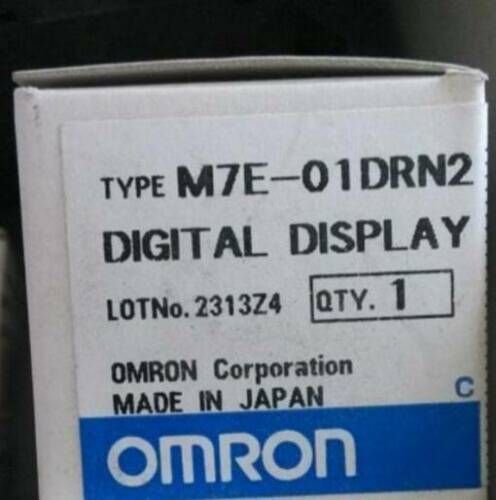 TYPE M7E-01DRN2
DIGITAL DISPLAY
LOTNo. 2313Z4 QTY. 1
OMRON Corporation
MADE IN JAPAN C
OMRON